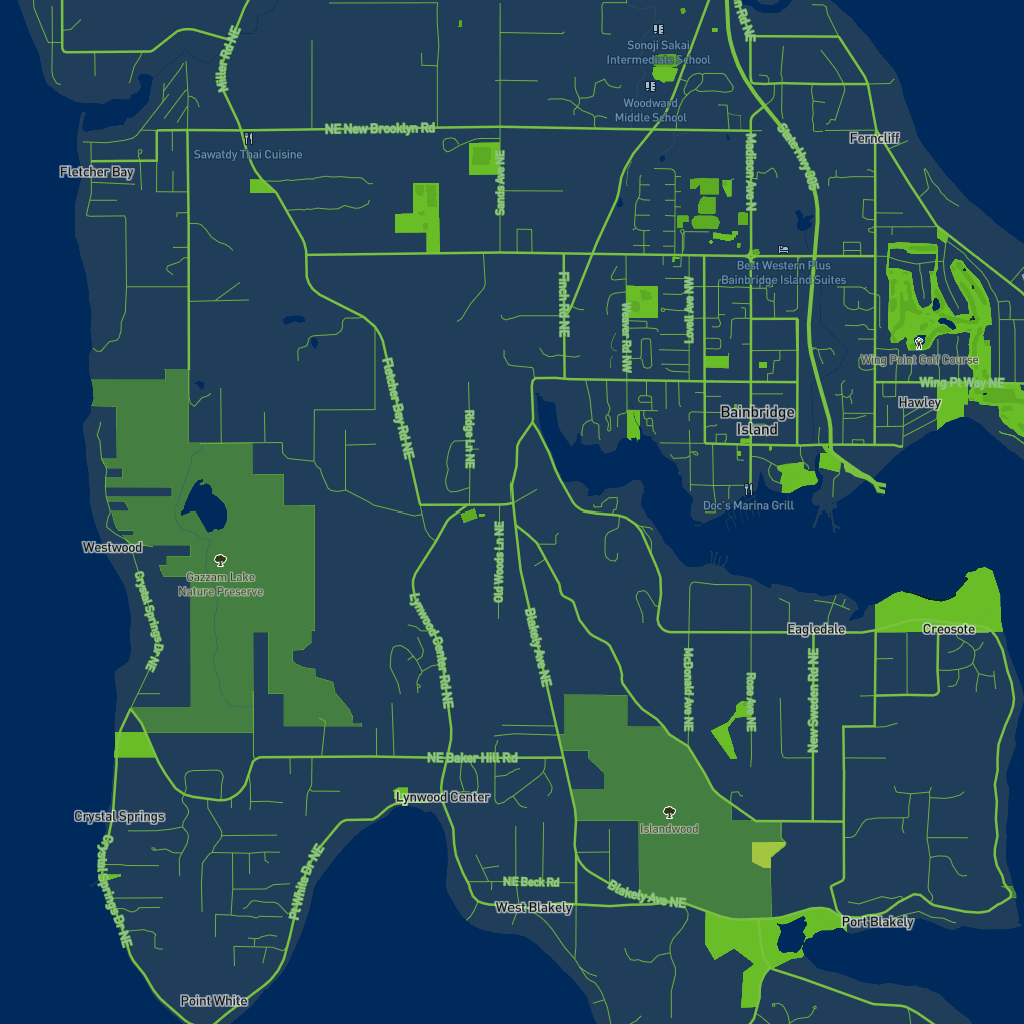 Miller Rd NE
Sonoji Sakai
Intermediate School
Woodward
Middle School
n Rd NE
NE New Brooklyn Rd
Sawatdy Thai Cuisine
Fletcher Bay
Sands Ave NE
Madison Ave N
State Hwy 305
Ferncliff
Best Western Plus
Bainbridge Island Suites
Finch Rd NE
Weaver Rd NW
Lovell Ave NW
Wing Point Golf Course
Wing Pt Way NE
Hawley
Bainbridge
Island
Fletcher Bay Rd NE
Ridge Ln NE
Doc's Marina Grill
Westwood
Gazzam Lake
Nature Preserve
Crystal Springs Dr NE
Old Woods Ln NE
Lynwood Center Rd NE
Blakely Ave NE
Eagledale
Creosote
McDonald Ave NE
Rose Ave NE
New Sweden Rd NE
NE Baker Hill Rd
Lynwood Center
Crystal Springs
Islandwood
Crystal Springs Dr NE
Pt White Dr NE
NE Beck Rd
West Blakely
Blakely Ave NE
Port Blakely
Point White